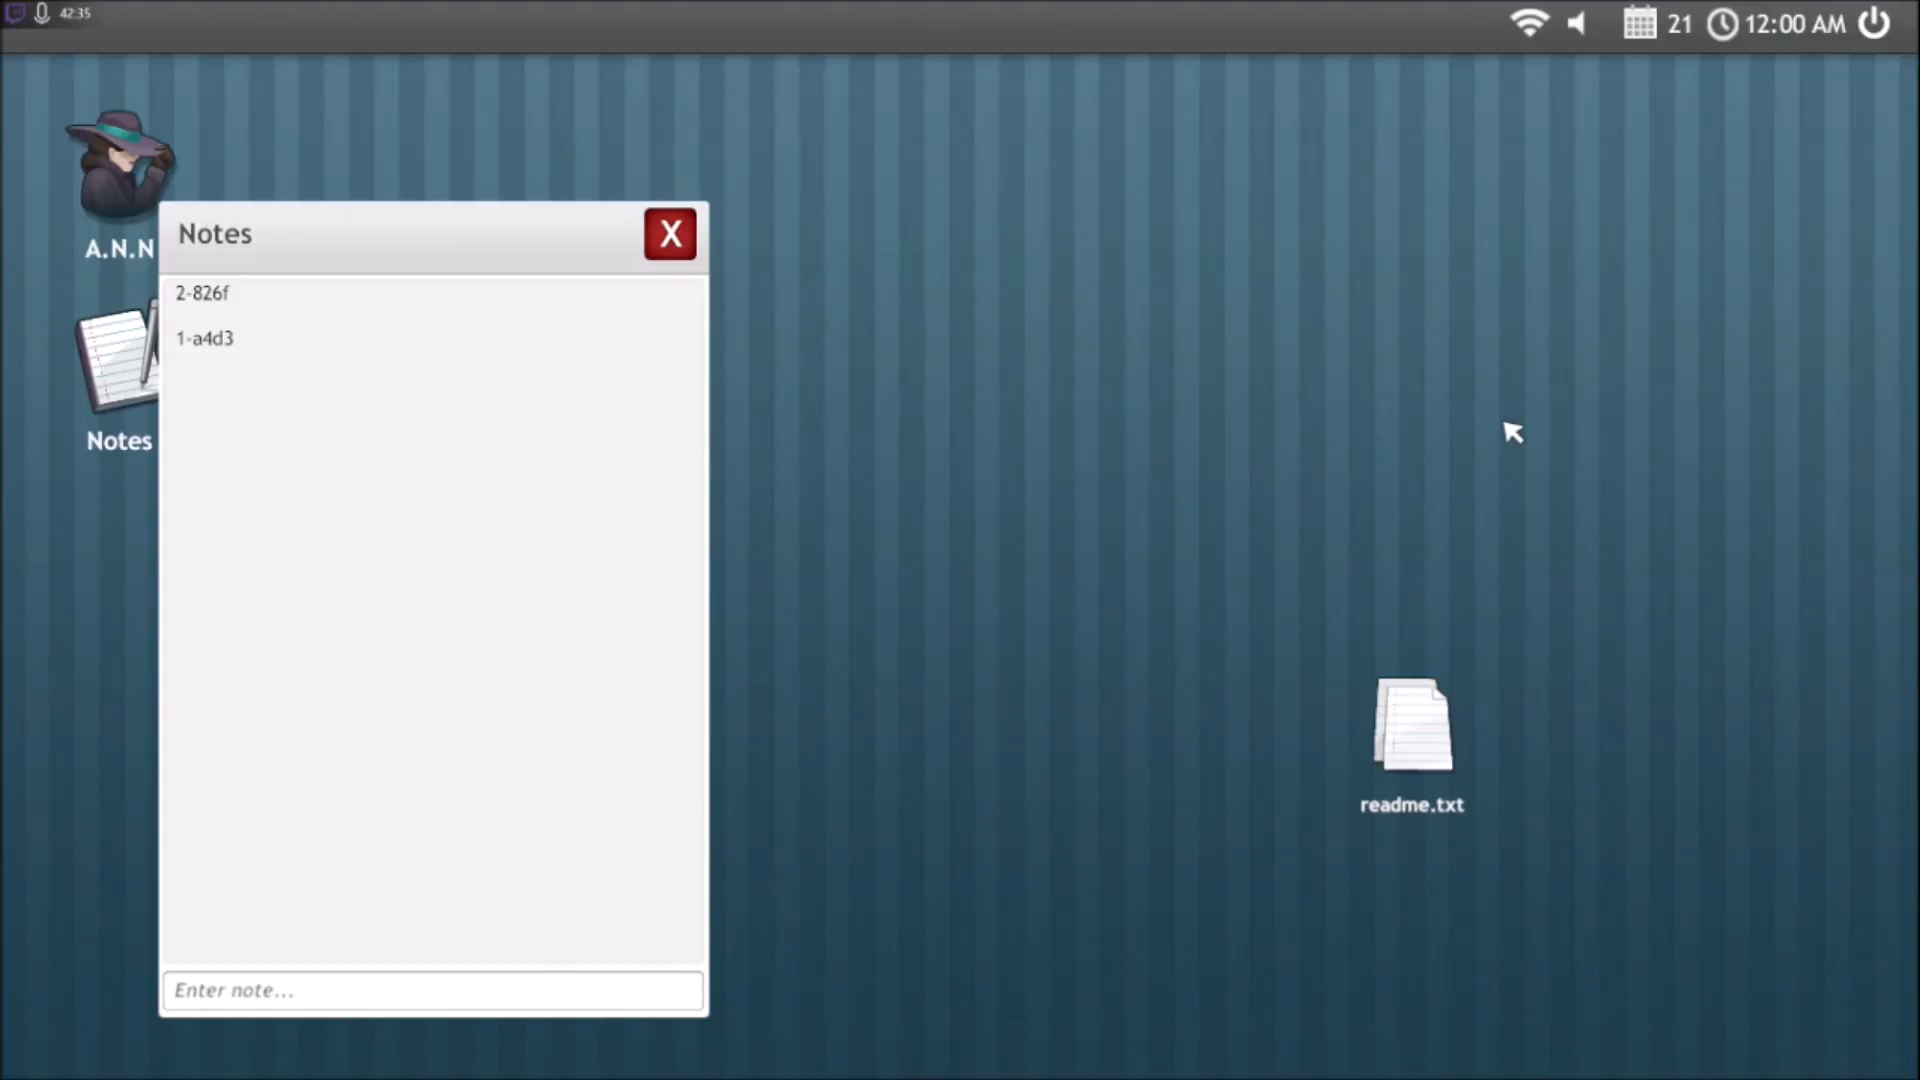 42:35
21
12:00 AM
A.N.N
Notes
X
2-826f
1-a4d3
Notes
readme.txt
Enter note...